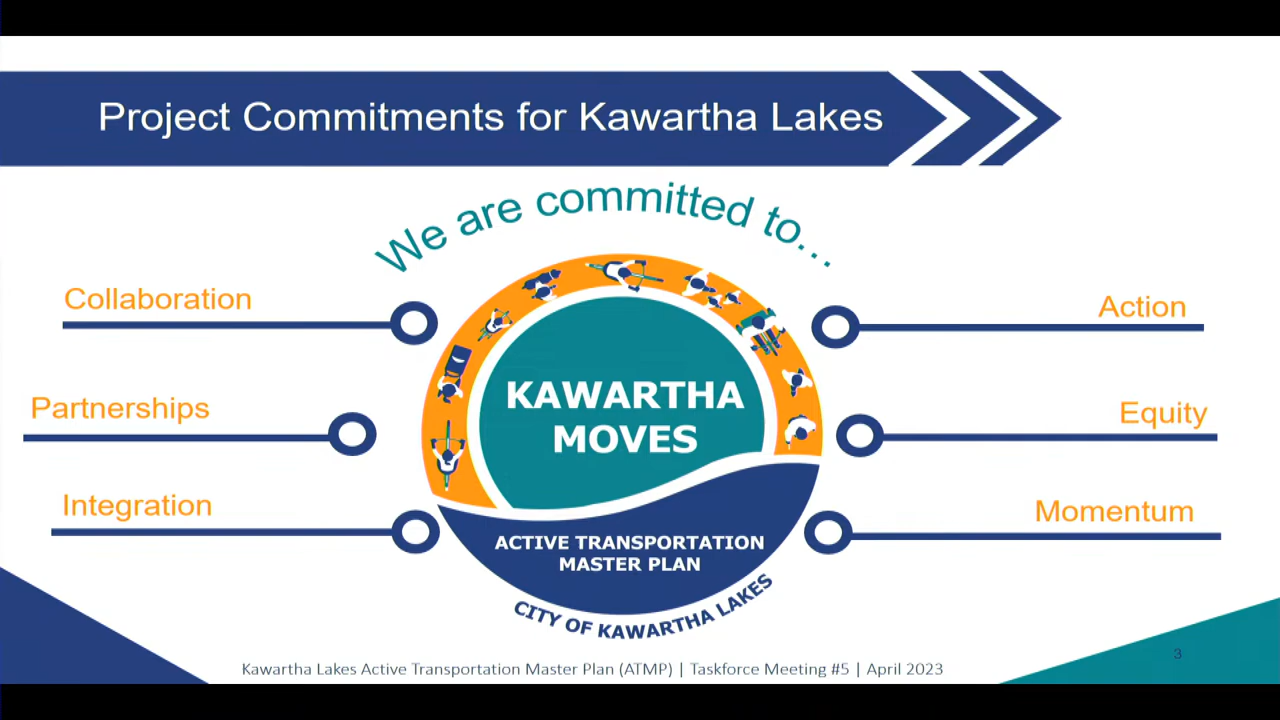 Project Commitments for Kawartha Lakes
We are committed to...
Collaboration
Partnerships
Integration
KAWARTHA
MOVES
ACTIVE TRANSPORTATION
MASTER PLAN
CITY OF KAWARTHA LAKES
Action
Equity
Momentum
Kawartha Lakes Active Transportation Master Plan (ATMP) | Taskforce Meeting #5 | April 2023
3